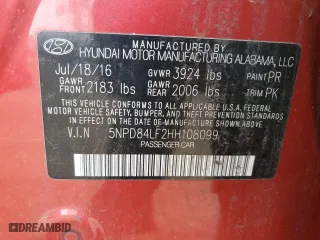 MANUFACTURED BY
HYUNDAI MOTOR MANUFACTURING ALABAMA, LLC
Jul/18/16 GVWR 3924 lbs PAINT PR
GAWR FRONT 2183 lbs GAWR REAR 2006 lbs TRIM PK
THIS VEHICLE CONFORMS TO ALL APPLICABLE U.S. FEDERAL
MOTOR VEHICLE SAFETY, BUMPER, AND THEFT PREVENTION
STANDARDS IN EFFECT ON THE DATE OF MANUFACTURE SHOWN ABOVE.
V.I.N : 5NPD84LF2HH108099
PASSENGER CAR
DREAMBID
dreambid.com